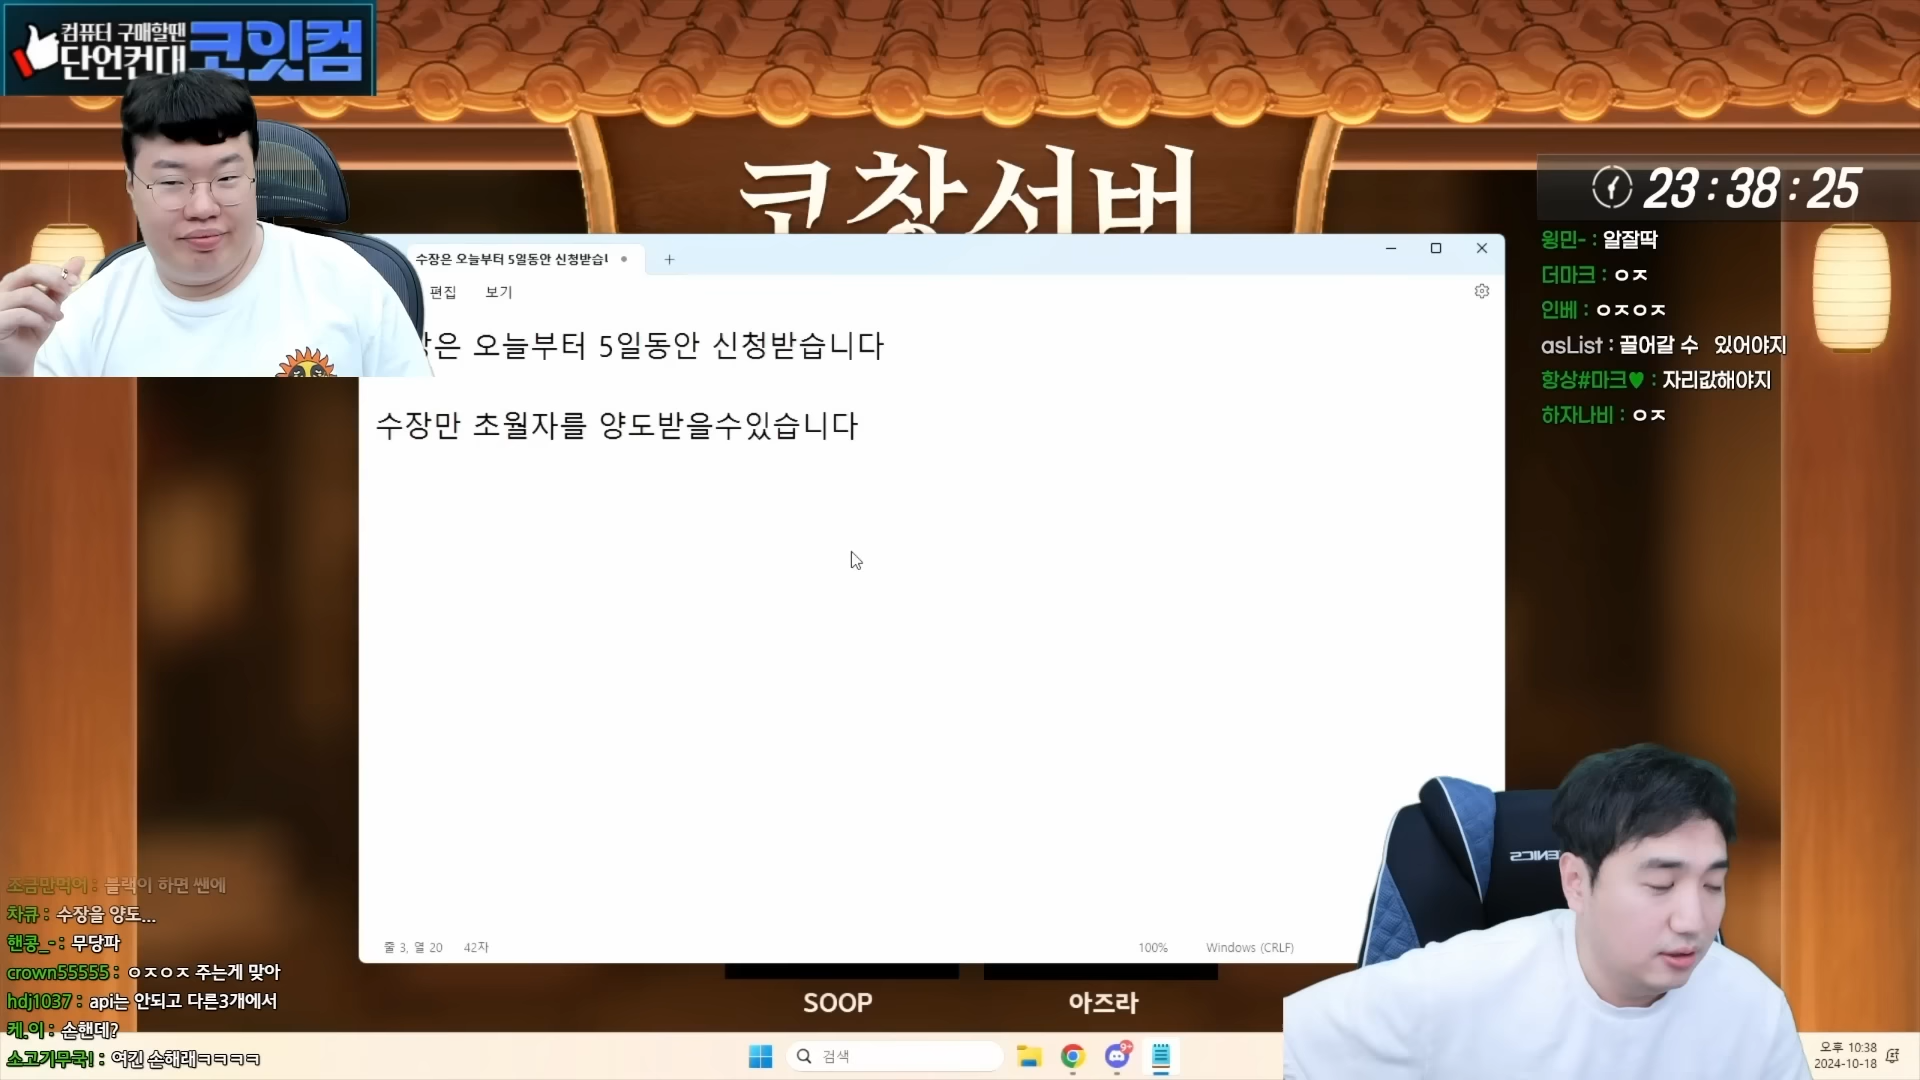 컴퓨터 구매할땐
단언컨대 코잇컴
코창서버
23:38:25
윙민- : 알잘딱
더마크 : ㅇㅈ
인베 : ㅇㅈㅇㅈ
asList : 끌어갈 수 있어야지
항상#마크♥ : 자리값해야지
하자나비 : ㅇㅈ
수장은 오늘부터 5일동안 신청받습니
편집 보기
은 오늘부터 5일동안 신청받습니다
수장만 초월자를 양도받을수있습니다
줄 3, 열 20 42자 100% Windows (CRLF)
조금만먹어 : 블랙이 하면 쌘에
차큐 : 수장을 양도...
핸콩_- : 무당파
crown55555 : ㅇㅈㅇㅈ 주는게 맞아
hdj1037 : api는 안되고 다른3개에서
케.이 : 손핸데?
소고기무국! : 여긴 손해래ㅋㅋㅋㅋ
SOOP 아즈라
검색
9+
오후 10:38
2024-10-18